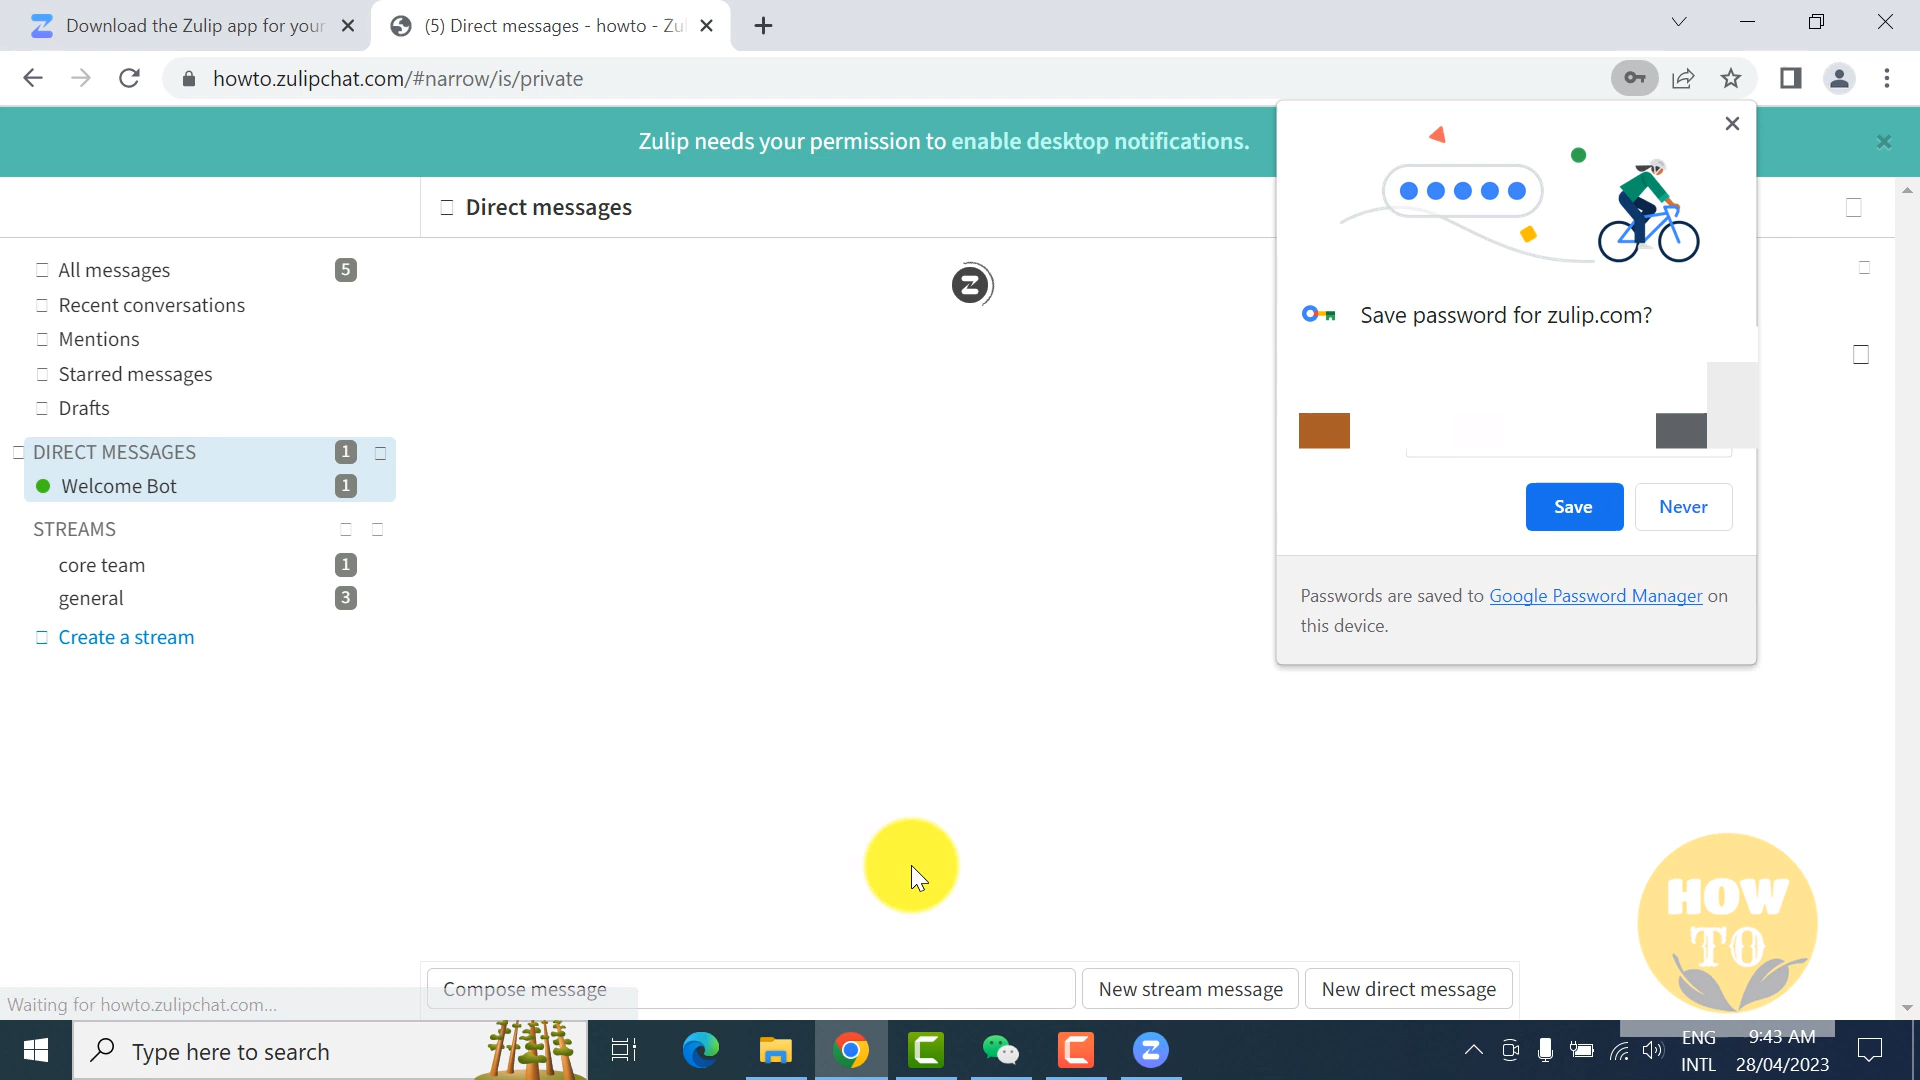 Download the Zulip app for your
(5) Direct messages - howto - Zul
howto.zulipchat.com/#narrow/is/private
Zulip needs your permission to enable desktop notifications.
Direct messages
All messages 5
Recent conversations
Mentions
Starred messages
Drafts
DIRECT MESSAGES 1
Welcome Bot 1
STREAMS
core team 1
general 3
Create a stream
Z
Save password for zulip.com?
Save
Never
Passwords are saved to Google Password Manager on
this device.
HOW
TO
Compose message
New stream message
New direct message
Waiting for howto.zulipchat.com...
Type here to search
ENG
INTL
9:43 AM
28/04/2023